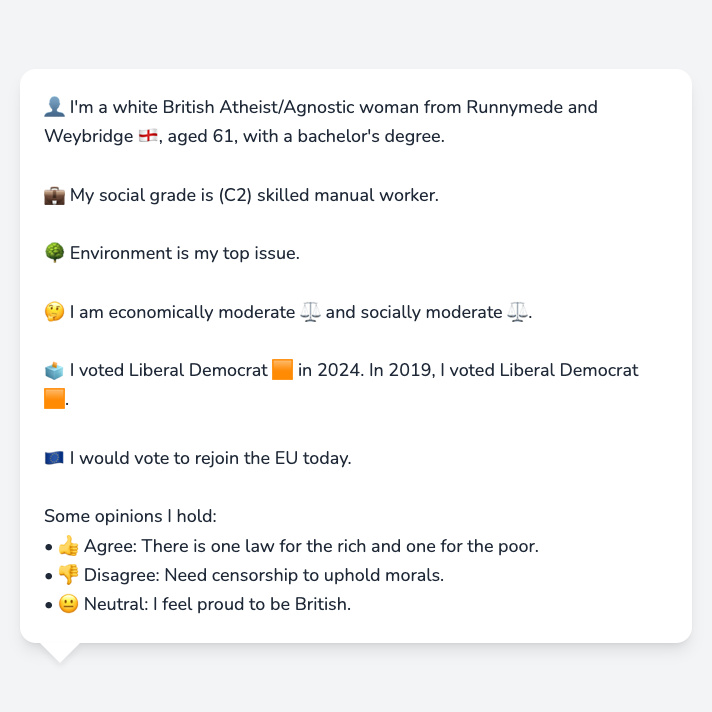 👤 I'm a white British Atheist/Agnostic woman from Runnymede and
Weybridge 🏴󠁧󠁢󠁥󠁮󠁧󠁿, aged 61, with a bachelor's degree.
💼 My social grade is (C2) skilled manual worker.
🌳 Environment is my top issue.
🤔 I am economically moderate ⚖️ and socially moderate ⚖️.
🗳️ I voted Liberal Democrat 🟧 in 2024. In 2019, I voted Liberal Democrat
🟧.
🇪🇺 I would vote to rejoin the EU today.
Some opinions I hold:
• 👍 Agree: There is one law for the rich and one for the poor.
• 👎 Disagree: Need censorship to uphold morals.
• 😐 Neutral: I feel proud to be British.